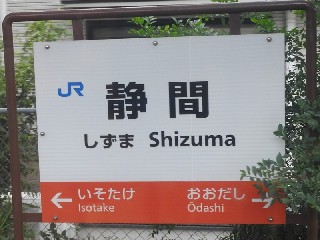 JR 静間
しずま Shizuma
← いそたけ おおだし →
Isotake Ōdashi